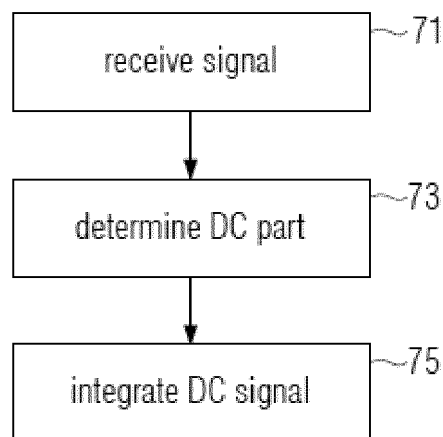 receive signal
71
determine DC part
73
integrate DC signal
75